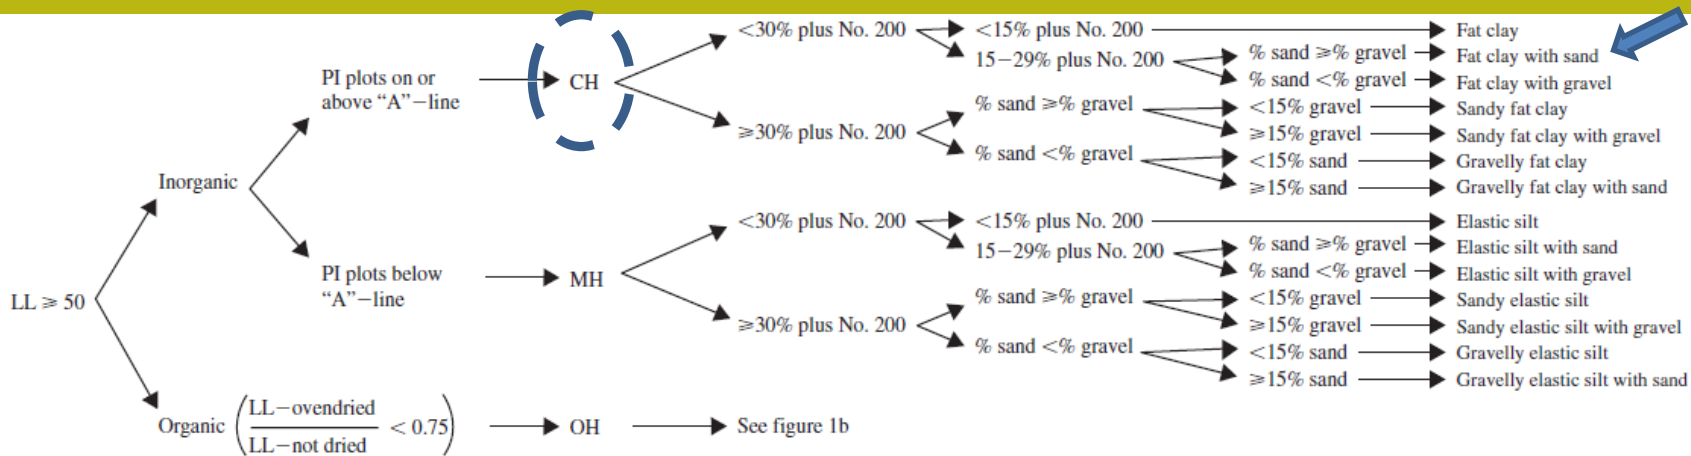 <30% plus No. 200
<15% plus No. 200
Fat clay
15–29% plus No. 200
% sand ⩾% gravel
Fat clay with sand
% sand <% gravel
Fat clay with gravel
PI plots on or
above “A”–line
CH
⩾30% plus No. 200
% sand ⩾% gravel
<15% gravel
Sandy fat clay
⩾15% gravel
Sandy fat clay with gravel
% sand <% gravel
<15% sand
Gravelly fat clay
⩾15% sand
Gravelly fat clay with sand
Inorganic
<30% plus No. 200
<15% plus No. 200
Elastic silt
15–29% plus No. 200
% sand ⩾% gravel
Elastic silt with sand
% sand <% gravel
Elastic silt with gravel
PI plots below
“A”–line
MH
LL ⩾ 50
⩾30% plus No. 200
% sand ⩾% gravel
<15% gravel
Sandy elastic silt
⩾15% gravel
Sandy elastic silt with gravel
% sand <% gravel
<15% sand
Gravelly elastic silt
⩾15% sand
Gravelly elastic silt with sand
Organic
LL–ovendried
LL–not dried
< 0.75
OH
See figure 1b